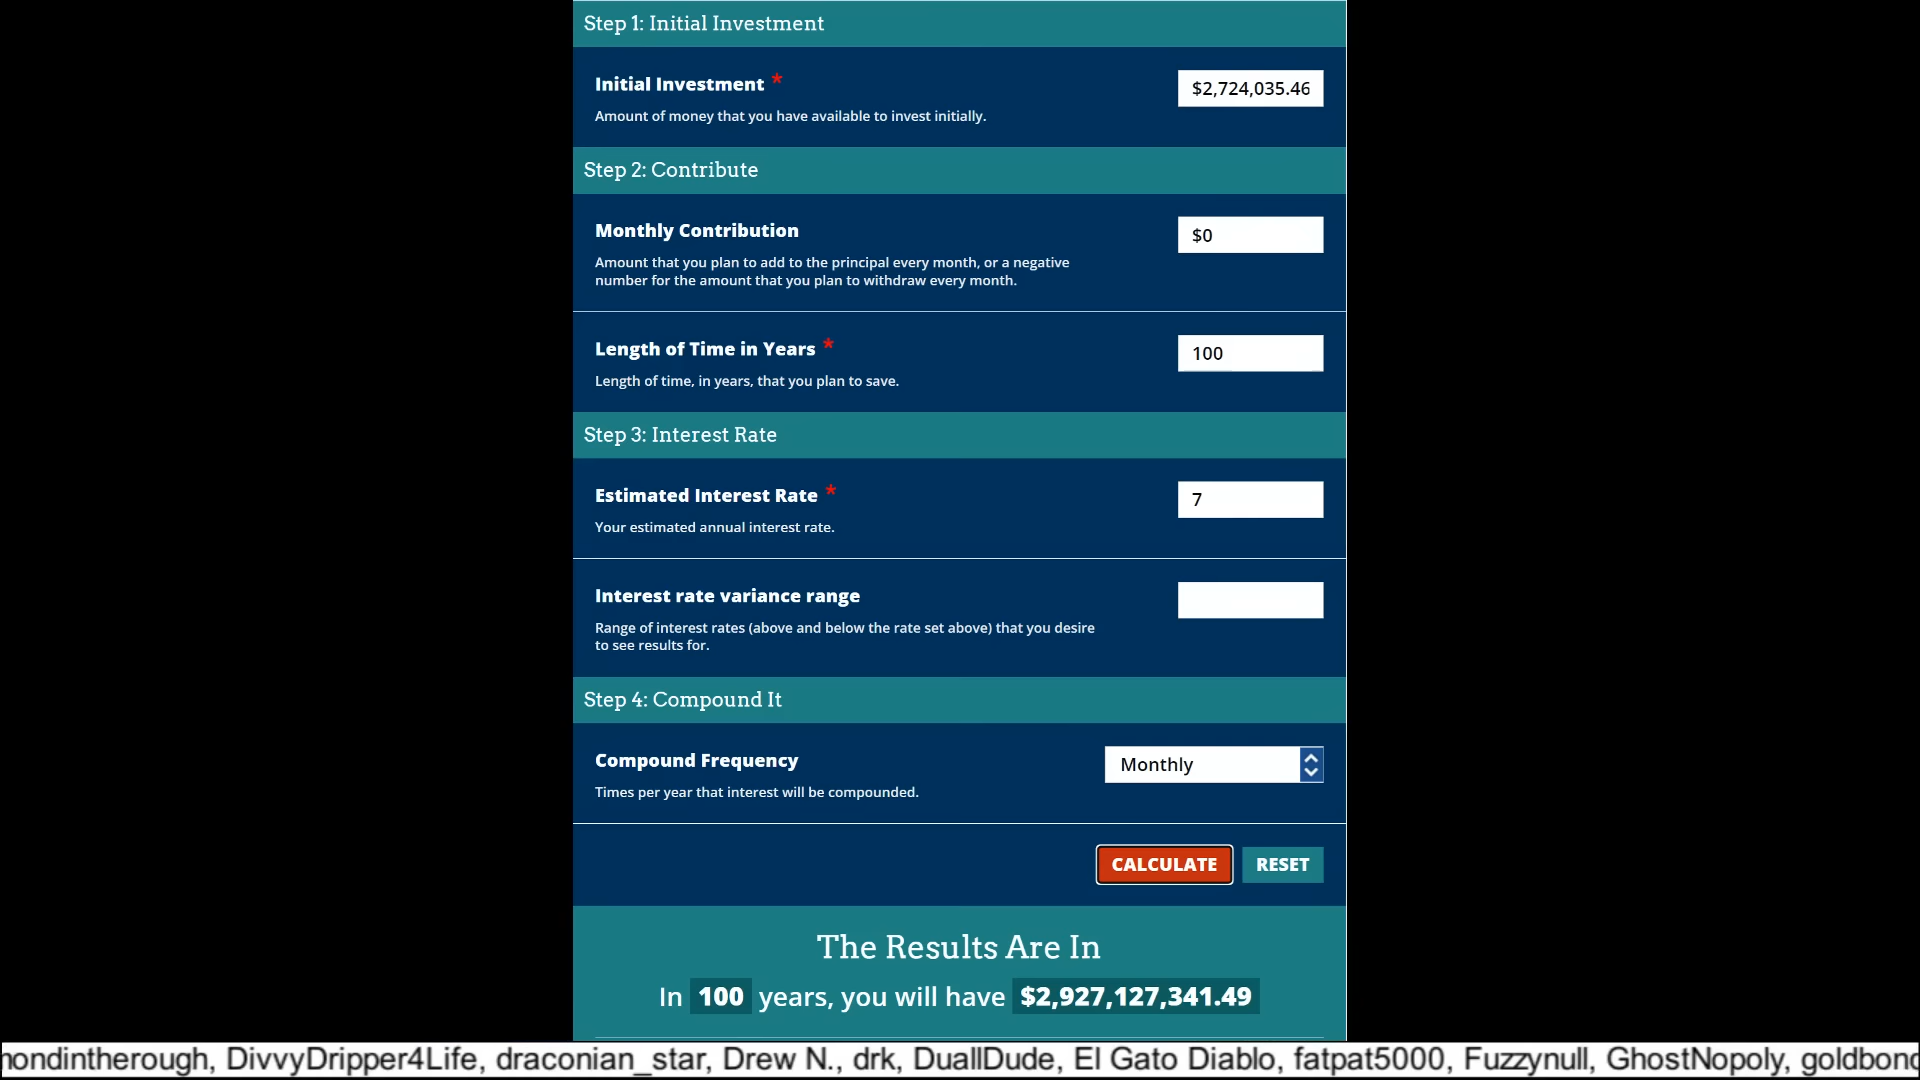 Step 1: Initial Investment
Initial Investment *
$2,724,035.46
Amount of money that you have available to invest initially.
Step 2: Contribute
Monthly Contribution
$0
Amount that you plan to add to the principal every month, or a negative
number for the amount that you plan to withdraw every month.
Length of Time in Years *
100
Length of time, in years, that you plan to save.
Step 3: Interest Rate
Estimated Interest Rate *
7
Your estimated annual interest rate.
Interest rate variance range
Range of interest rates (above and below the rate set above) that you desire
to see results for.
Step 4: Compound It
Compound Frequency
Monthly
Times per year that interest will be compounded.
CALCULATE RESET
The Results Are In
In 100 years, you will have $2,927,127,341.49
DivvyDripper4Life, draconian_star, Drew N., drk, DuallDude, El Gato Diablo, fatpat5000, Fuzzynull, GhostNopoly,